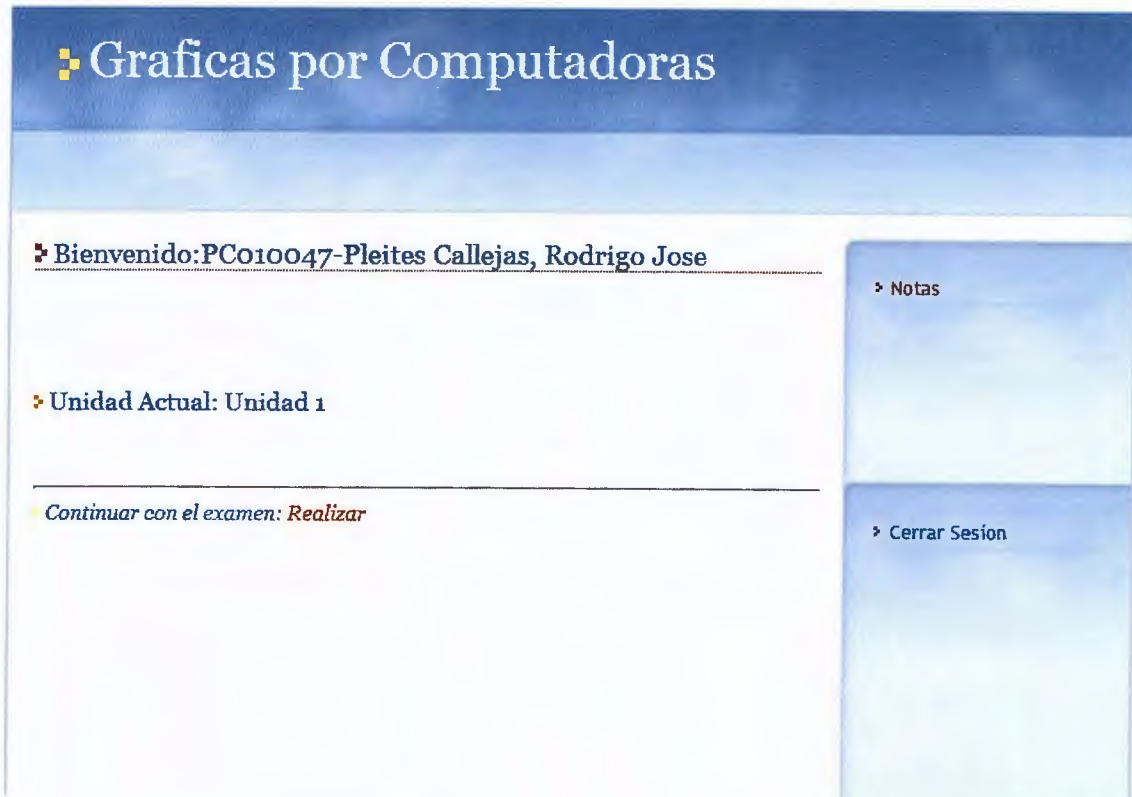 Graficas por Computadoras
Bienvenido:PC010047-Pleites Callejas, Rodrigo Jose
Notas
Unidad Actual: Unidad 1
Continuar con el examen: Realizar
Cerrar Sesion